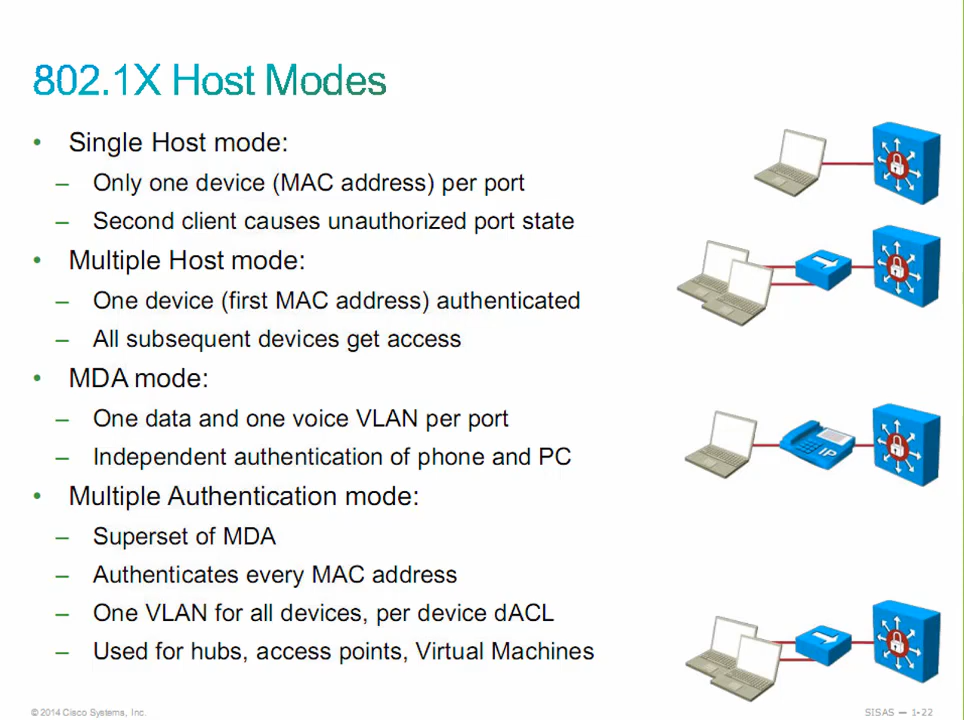 802.1X Host Modes
• Single Host mode:
– Only one device (MAC address) per port
– Second client causes unauthorized port state
• Multiple Host mode:
– One device (first MAC address) authenticated
– All subsequent devices get access
• MDA mode:
– One data and one voice VLAN per port
– Independent authentication of phone and PC
IP
• Multiple Authentication mode:
– Superset of MDA
– Authenticates every MAC address
– One VLAN for all devices, per device dACL
– Used for hubs, access points, Virtual Machines
© 2014 Cisco Systems, Inc.
SISAS — 1-22